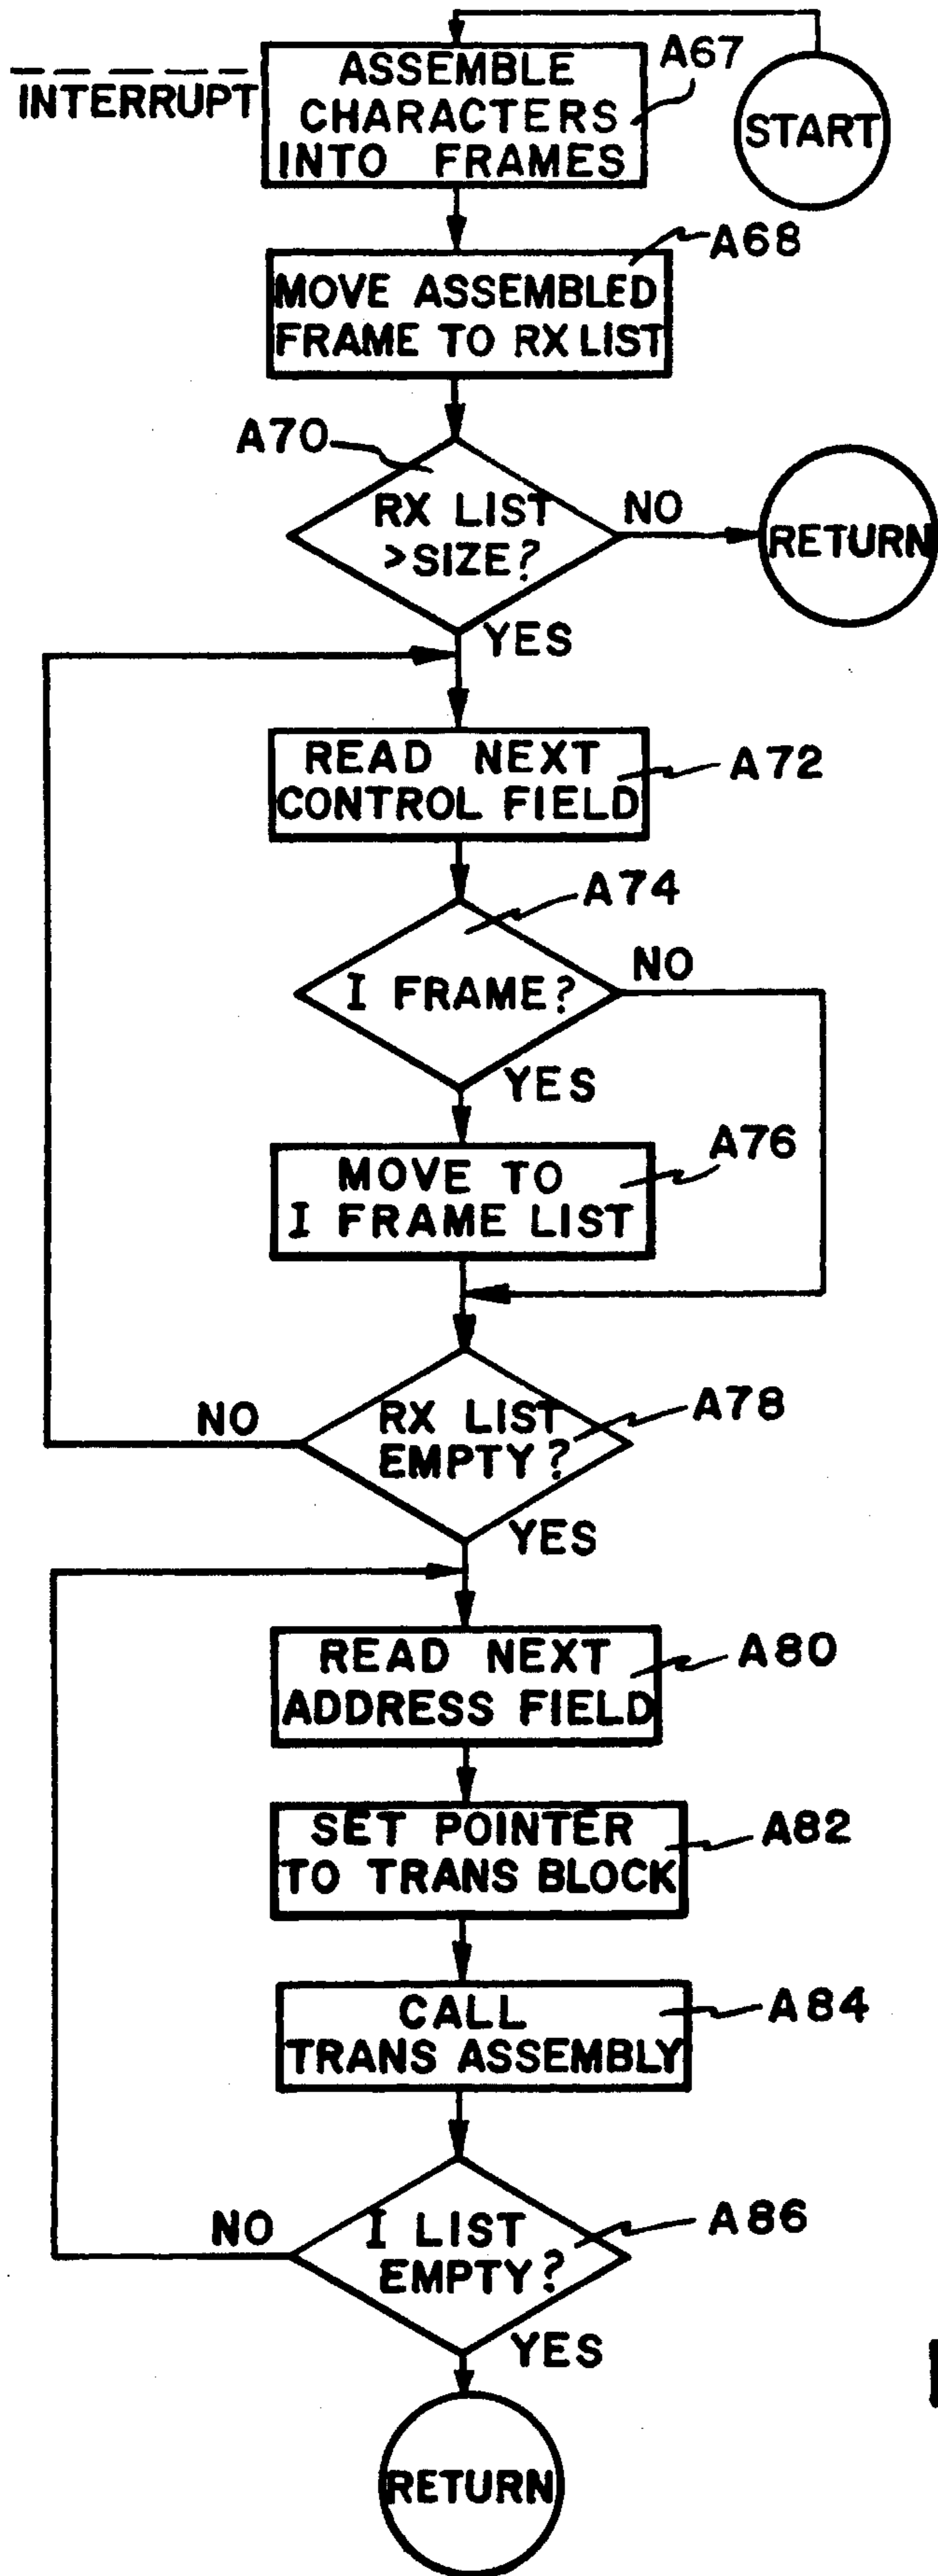 A67
ASSEMBLE
CHARACTERS
INTO FRAMES
INTERRUPT
START
A68
MOVE ASSEMBLED
FRAME TO RX LIST
A70
RX LIST
>SIZE?
NO
RETURN
YES
READ NEXT
CONTROL FIELD
A72
A74
I FRAME?
NO
YES
A76
MOVE TO
I FRAME LIST
NO
RX LIST
EMPTY?
A78
YES
READ NEXT
ADDRESS FIELD
A80
SET POINTER
TO TRANS BLOCK
A82
CALL
TRANS ASSEMBLY
A84
NO
I LIST
EMPTY?
A86
YES
RETURN